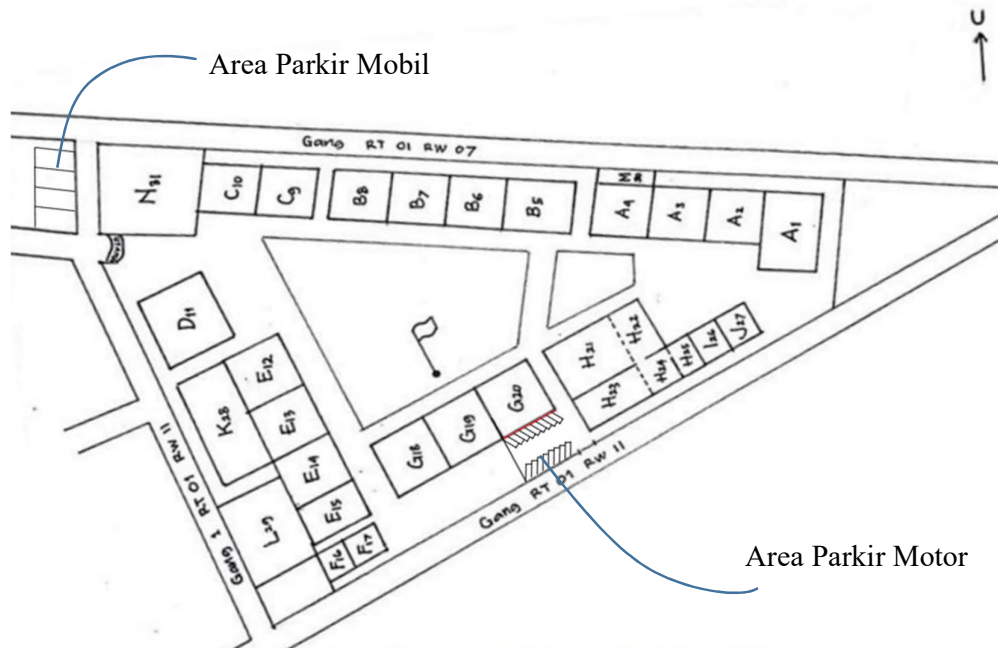 U
Area Parkir Mobil
Gang RT 01 RW 07
N31
C10
C9
B8
B7
B6
B5
A4
A3
A2
A1
D11
E12
E13
E14
E15
K28
L29
F16
F17
G18
G19
G20
H21
H22
H23
H24
H25
I26
J27
Gang 1 RT 01 RW 11
Gang RT 01 RW 11
Area Parkir Motor